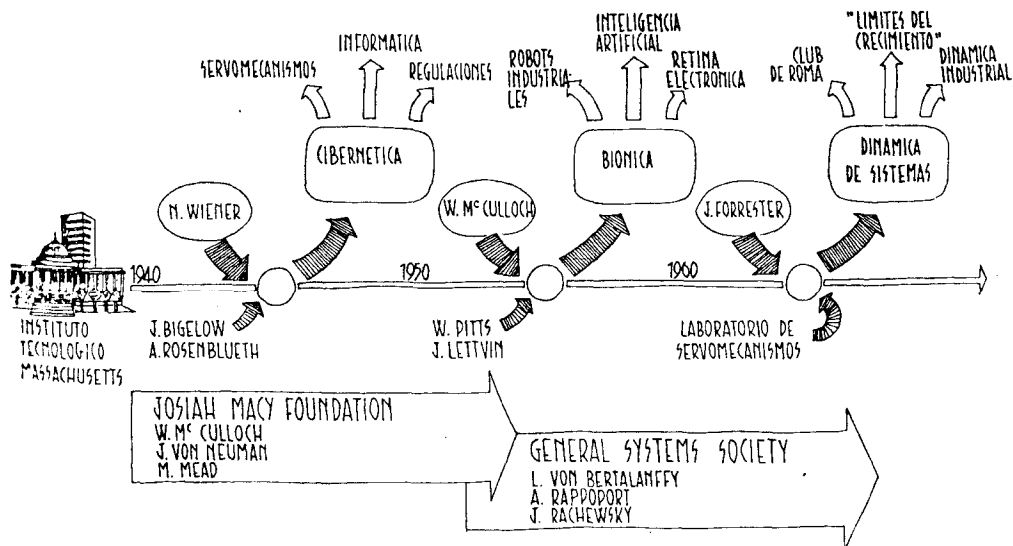 SERVOMECANISMOS
INFORMATICA
REGULACIONES
CIBERNETICA
ROBOTS
INDUSTRIA-
LES
INTELIGENCIA
ARTIFICIAL
RETINA
ELECTRONICA
BIONICA
CLUB
DE ROMA
"LIMITES DEL
CRECIMIENTO"
DINAMICA
INDUSTRIAL
DINAMICA
DE SISTEMAS
N. WIENER
W. Mc CULLOCH
J. FORRESTER
1940
1950
1960
INSTITUTO
TECNOLOGICO
MASSACHUSETTS
J. BIGELOW
A. ROSENBLUETH
W. PITTS
J. LETTVIN
LABORATORIO DE
SERVOMECANISMOS
JOSIAH MACY FOUNDATION
W. Mc CULLOCH
J. VON NEUMAN
M. MEAD
GENERAL SYSTEMS SOCIETY
L. VON BERTALANFFY
A. RAPPOPORT
J. RACHEWSKY